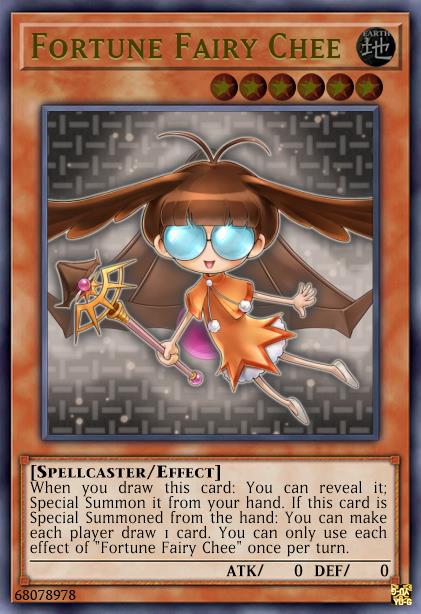 FORTUNE FAIRY CHEE
EARTH
地
[SPELLCASTER/EFFECT]
When you draw this card: You can reveal it;
Special Summon it from your hand. If this card is
Special Summoned from the hand: You can make
each player draw 1 card. You can only use each
effect of "Fortune Fairy Chee" once per turn.
ATK/ 0 DEF/ 0
68078978